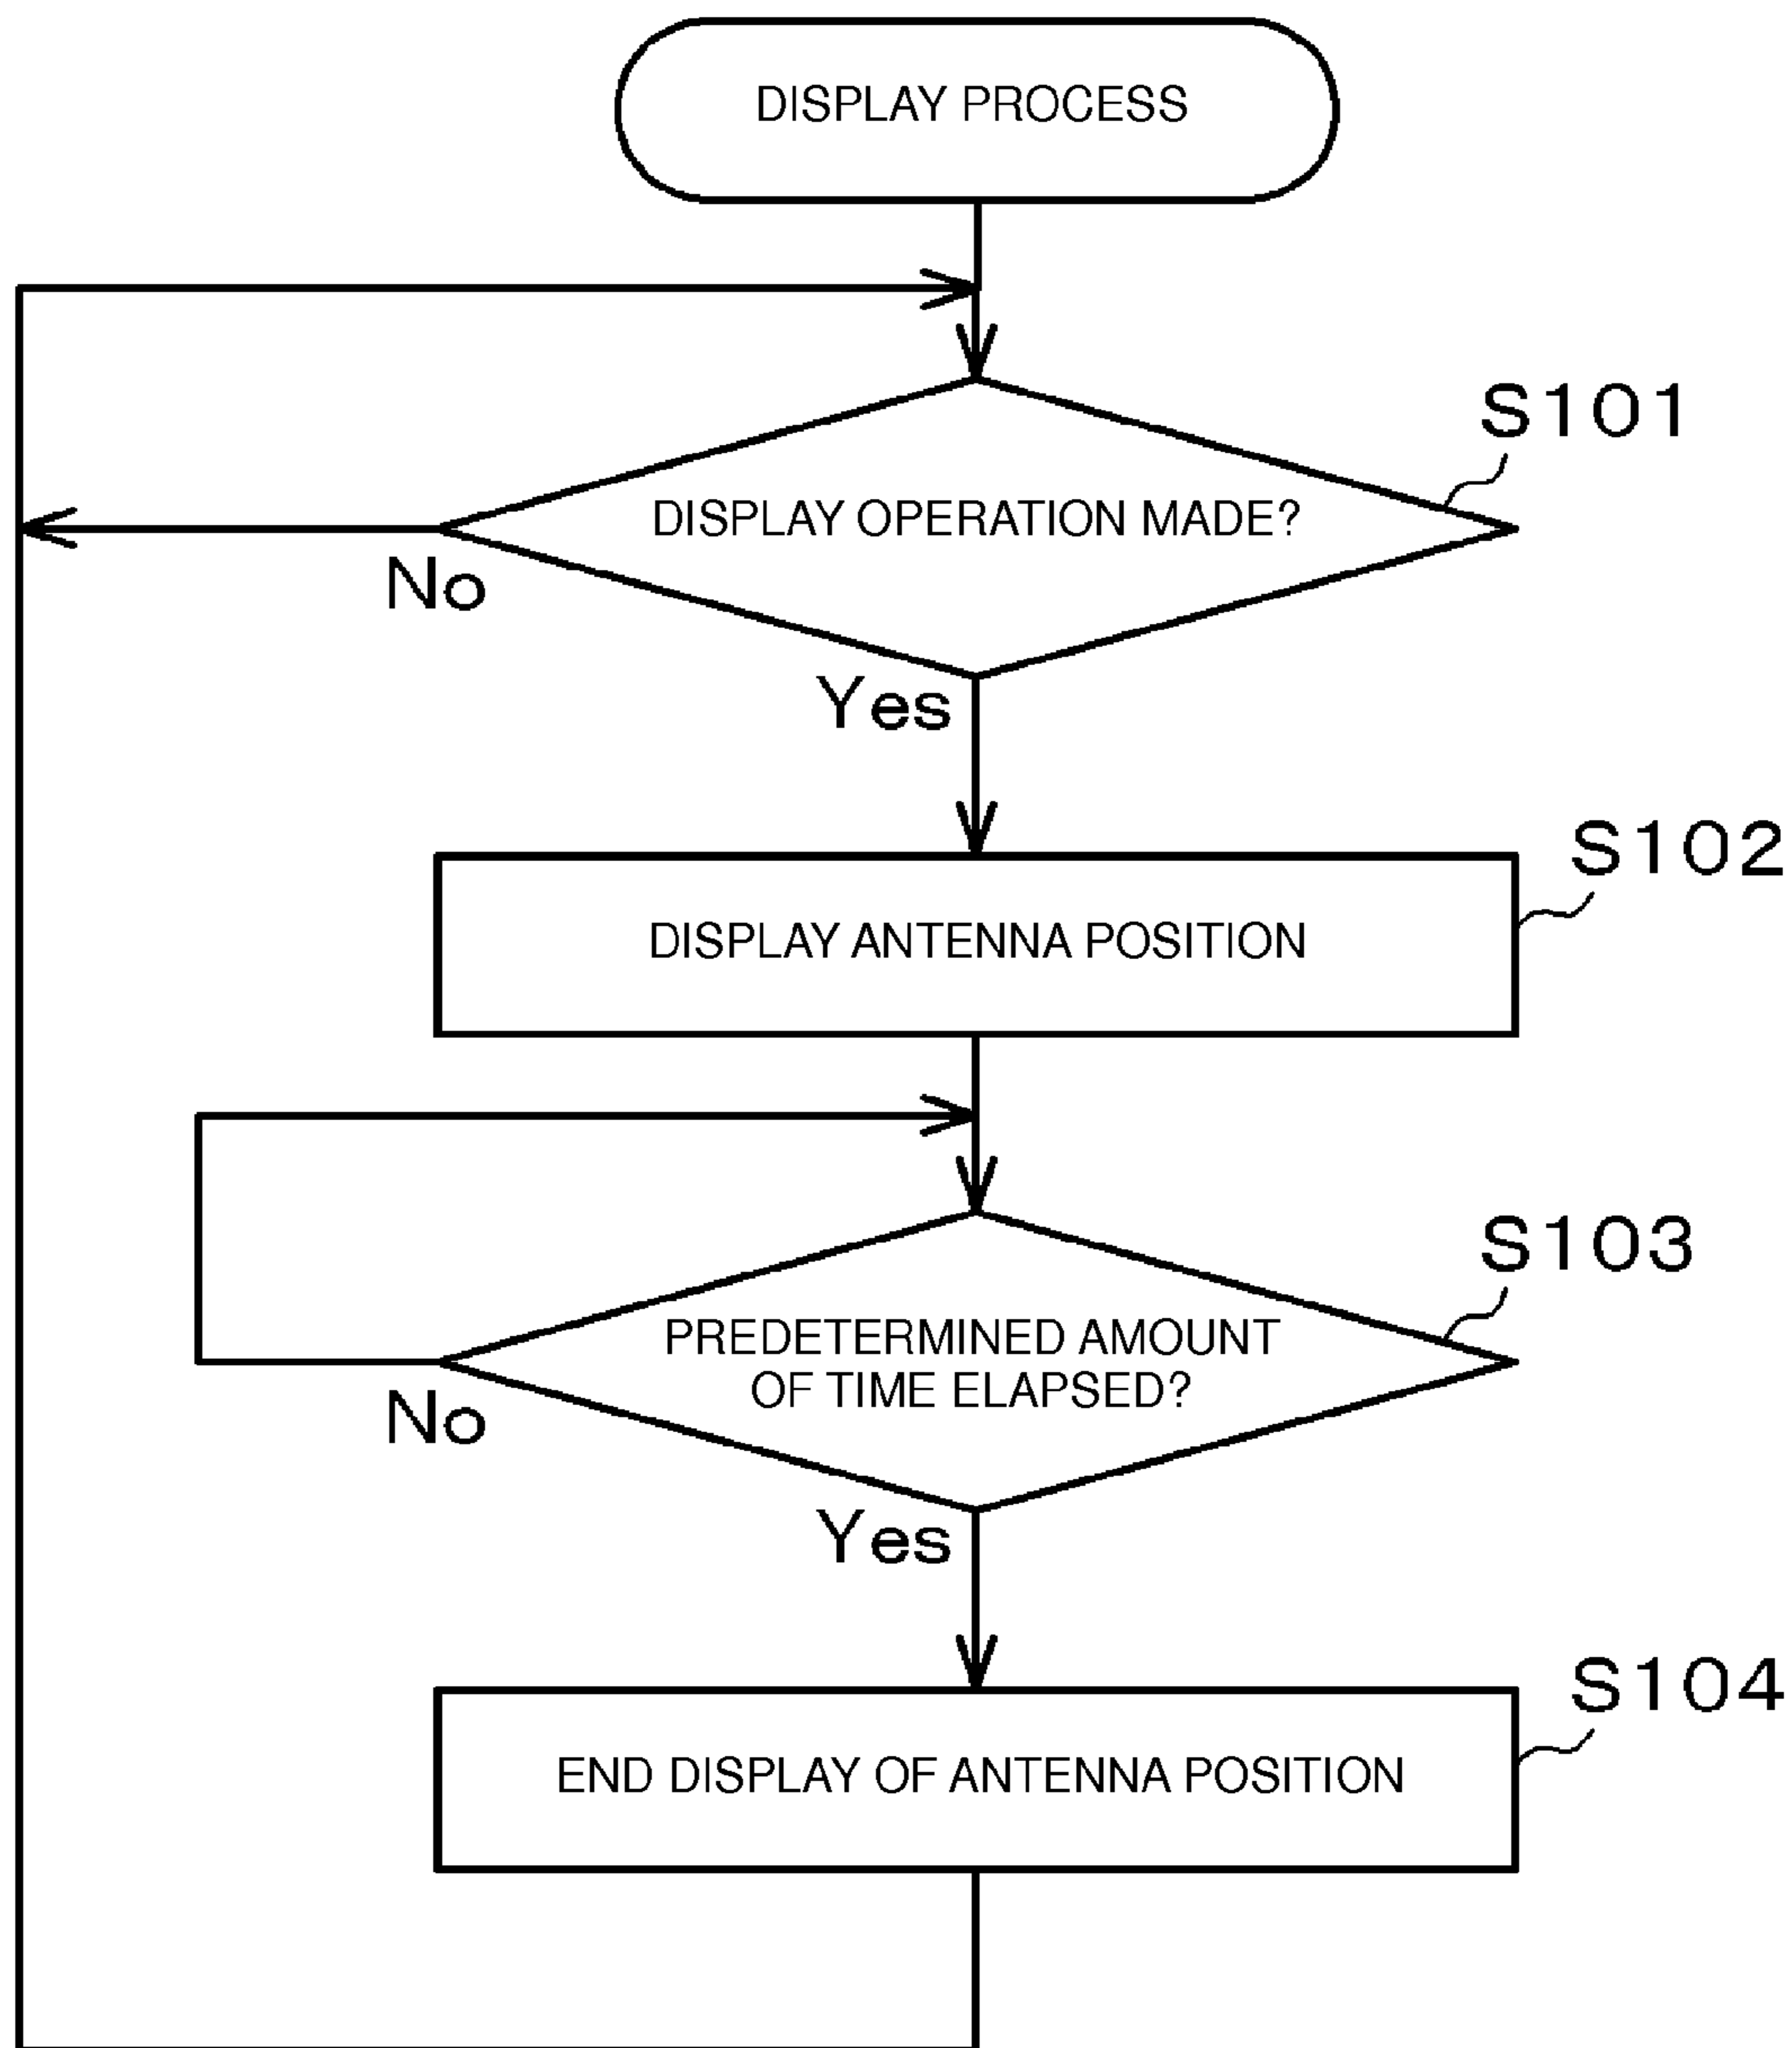 DISPLAY PROCESS
S101
DISPLAY OPERATION MADE?
No
Yes
S102
DISPLAY ANTENNA POSITION
S103
PREDETERMINED AMOUNT
OF TIME ELAPSED?
No
Yes
S104
END DISPLAY OF ANTENNA POSITION